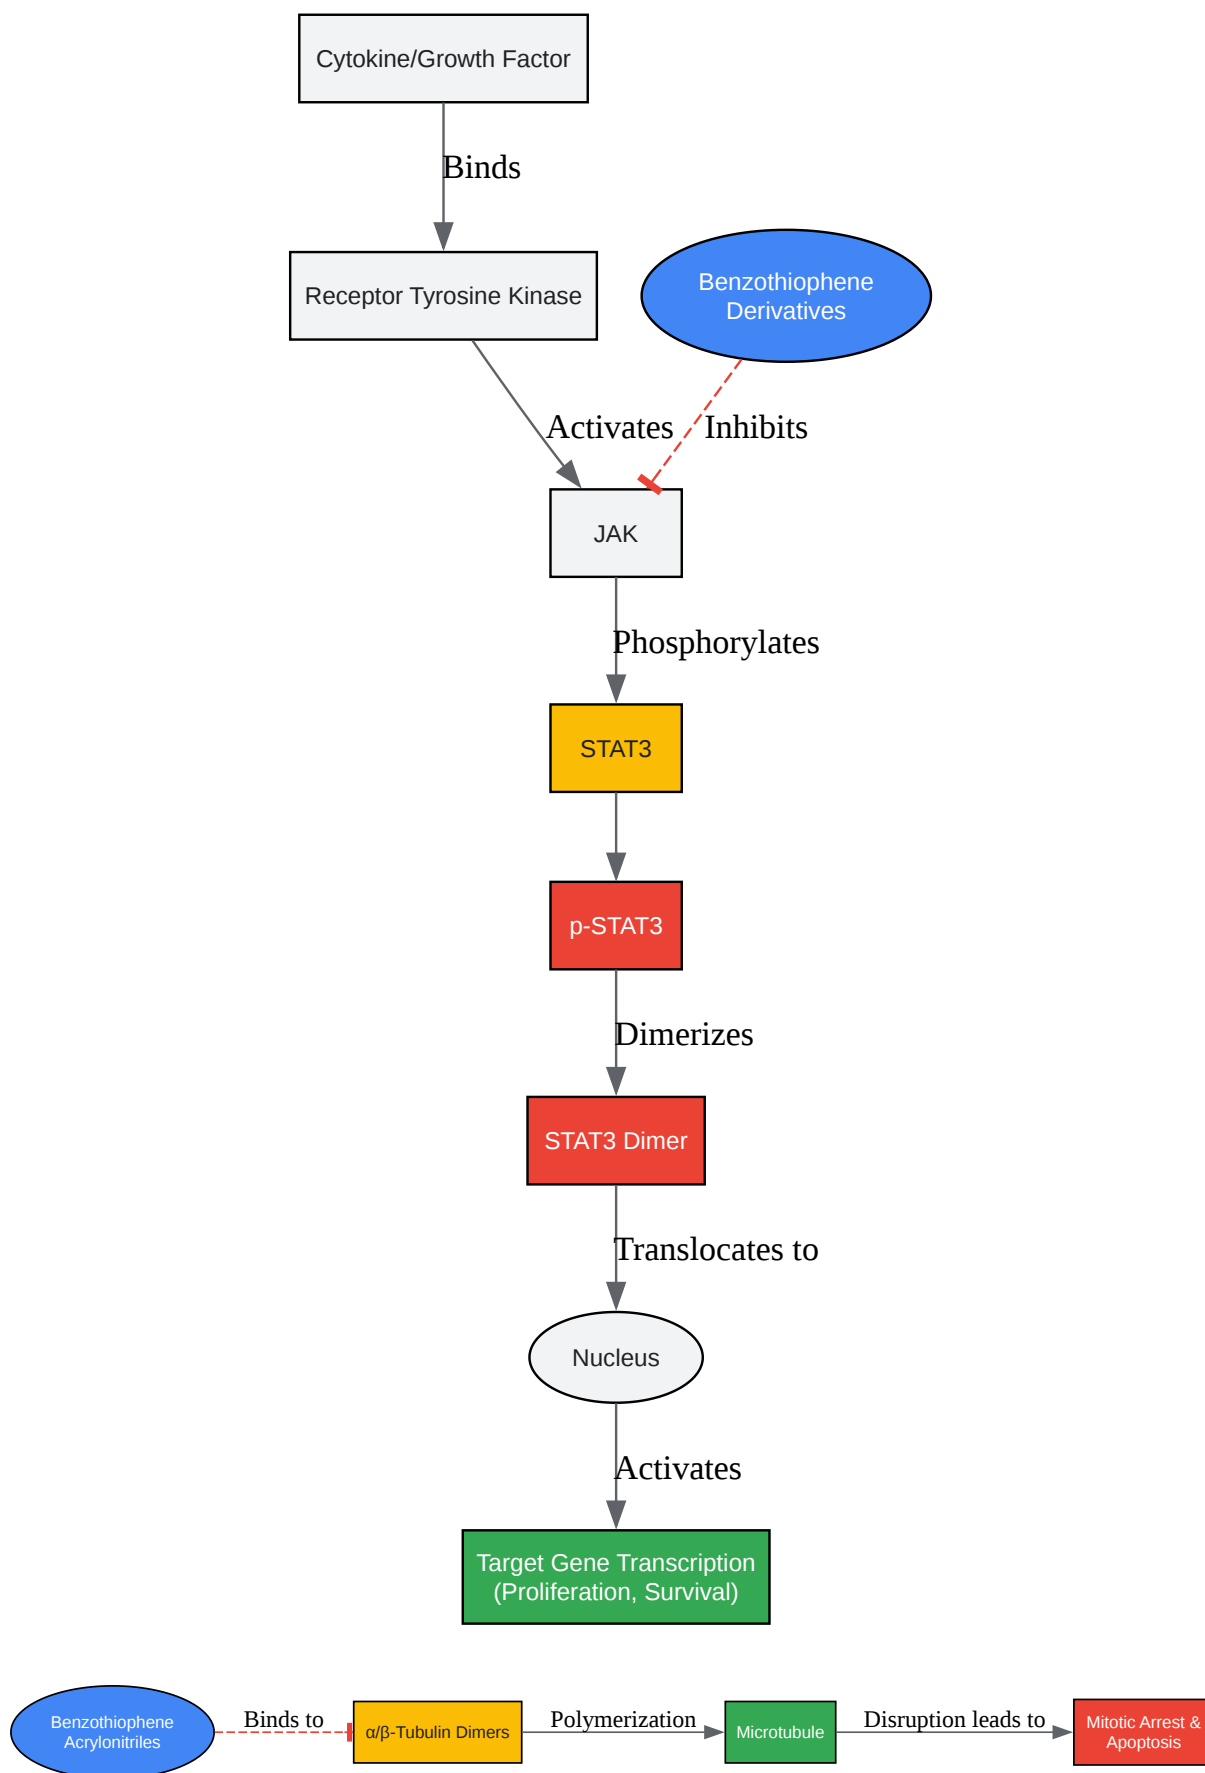 Cytokine/Growth Factor
Binds
Receptor Tyrosine Kinase
Benzothiophene
Derivatives
Activates
Inhibits
JAK
Phosphorylates
STAT3
p-STAT3
Dimerizes
STAT3 Dimer
Translocates to
Nucleus
Activates
Target Gene Transcription
(Proliferation, Survival)
Benzothiophene
Acrylonitriles
Binds to
α/β-Tubulin Dimers
Polymerization
Microtubule
Disruption leads to
Mitotic Arrest &
Apoptosis